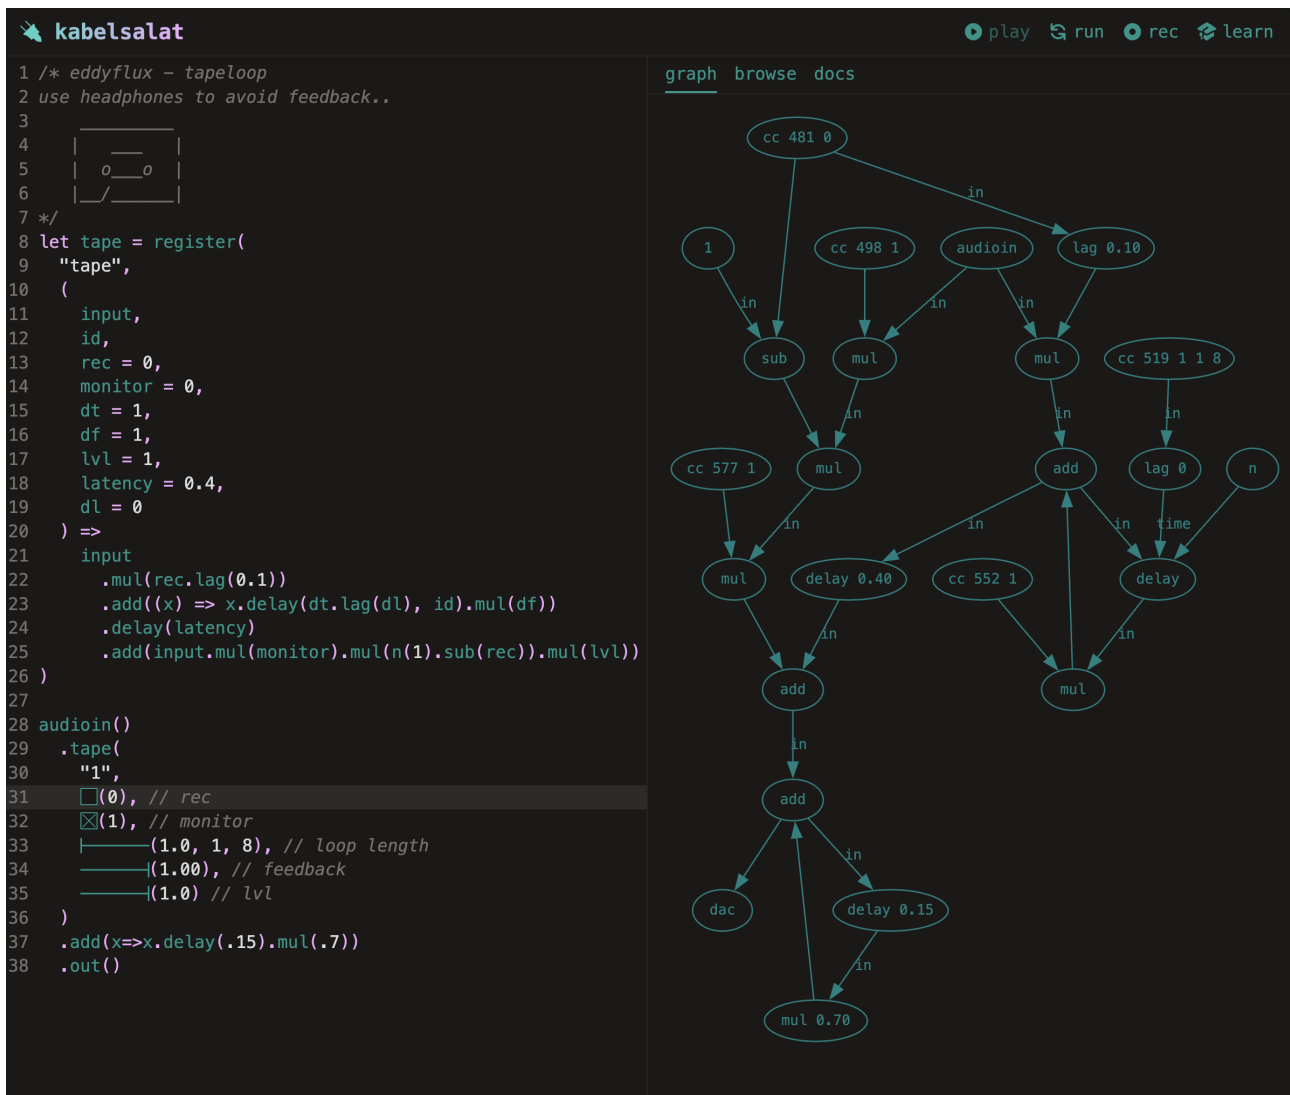 kabelsalat
play run rec learn
1 /* eddyflux – tapeloop
2 use headphones to avoid feedback..
3 __________
4 |   ___   |
5 |  o___o  |
6 |__/______|
7 */
8 let tape = register(
9 "tape",
10 (
11 input,
12 id,
13 rec = 0,
14 monitor = 0,
15 dt = 1,
16 df = 1,
17 lvl = 1,
18 latency = 0.4,
19 dl = 0
20 ) =>
21 input
22 .mul(rec.lag(0.1))
23 .add((x) => x.delay(dt.lag(dl), id).mul(df))
24 .delay(latency)
25 .add(input.mul(monitor).mul(n(1).sub(rec)).mul(lvl))
26 )
27
28 audioin()
29 .tape(
30 "1",
31 (0), // rec
32 (1), // monitor
33 (1.0, 1, 8), // loop length
34 (1.00), // feedback
35 (1.0) // lvl
36 )
37 .add(x=>x.delay(.15).mul(.7))
38 .out()
graph browse docs
cc 481 0
in
1
cc 498 1
audioin
lag 0.10
in
in
in
sub
mul
mul
cc 519 1 1 8
in
in
in
cc 577 1
mul
add
lag 0
n
in
in
in
time
mul
delay 0.40
cc 552 1
delay
in
in
add
mul
in
add
in
dac
delay 0.15
in
mul 0.70